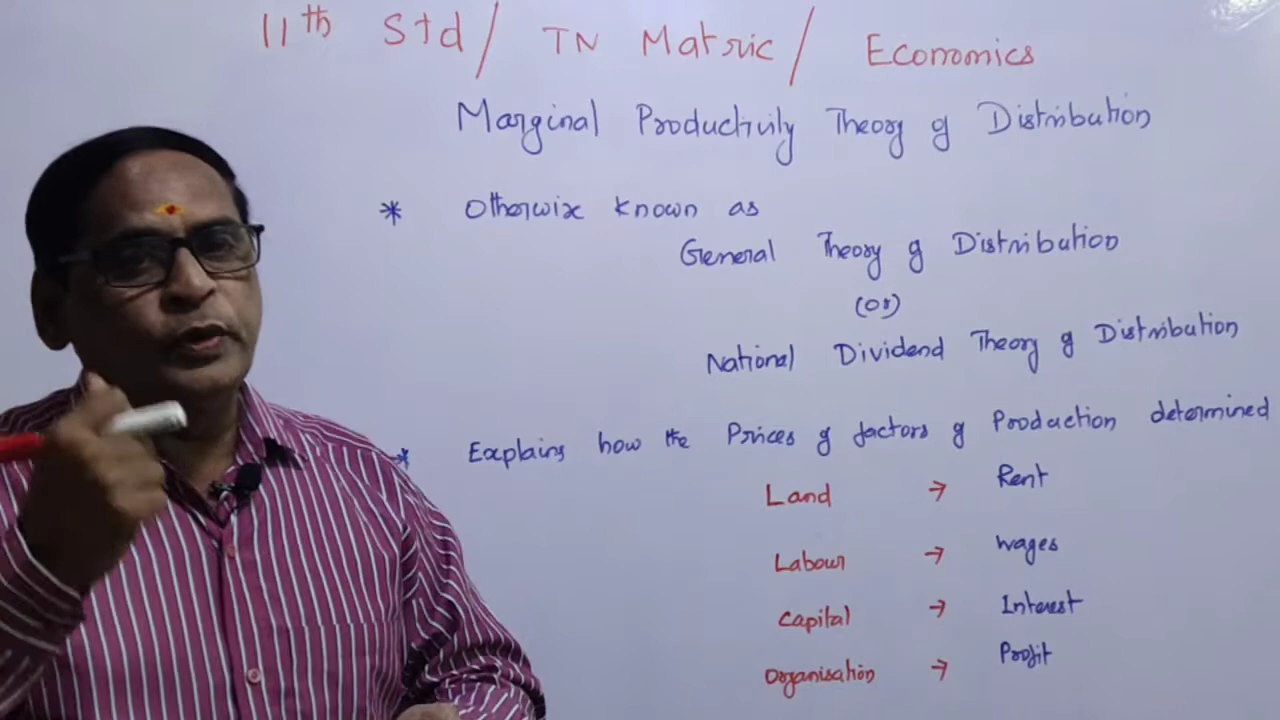 11th Std / TN Matric / Economics
Marginal Productivity Theory of Distribution
* Otherwise known as
General Theory of Distribution
(or)
National Dividend Theory of Distribution
* Explains how the Prices of factors of Production determined
Land → Rent
Labour → wages
Capital → Interest
Organisation → Profit